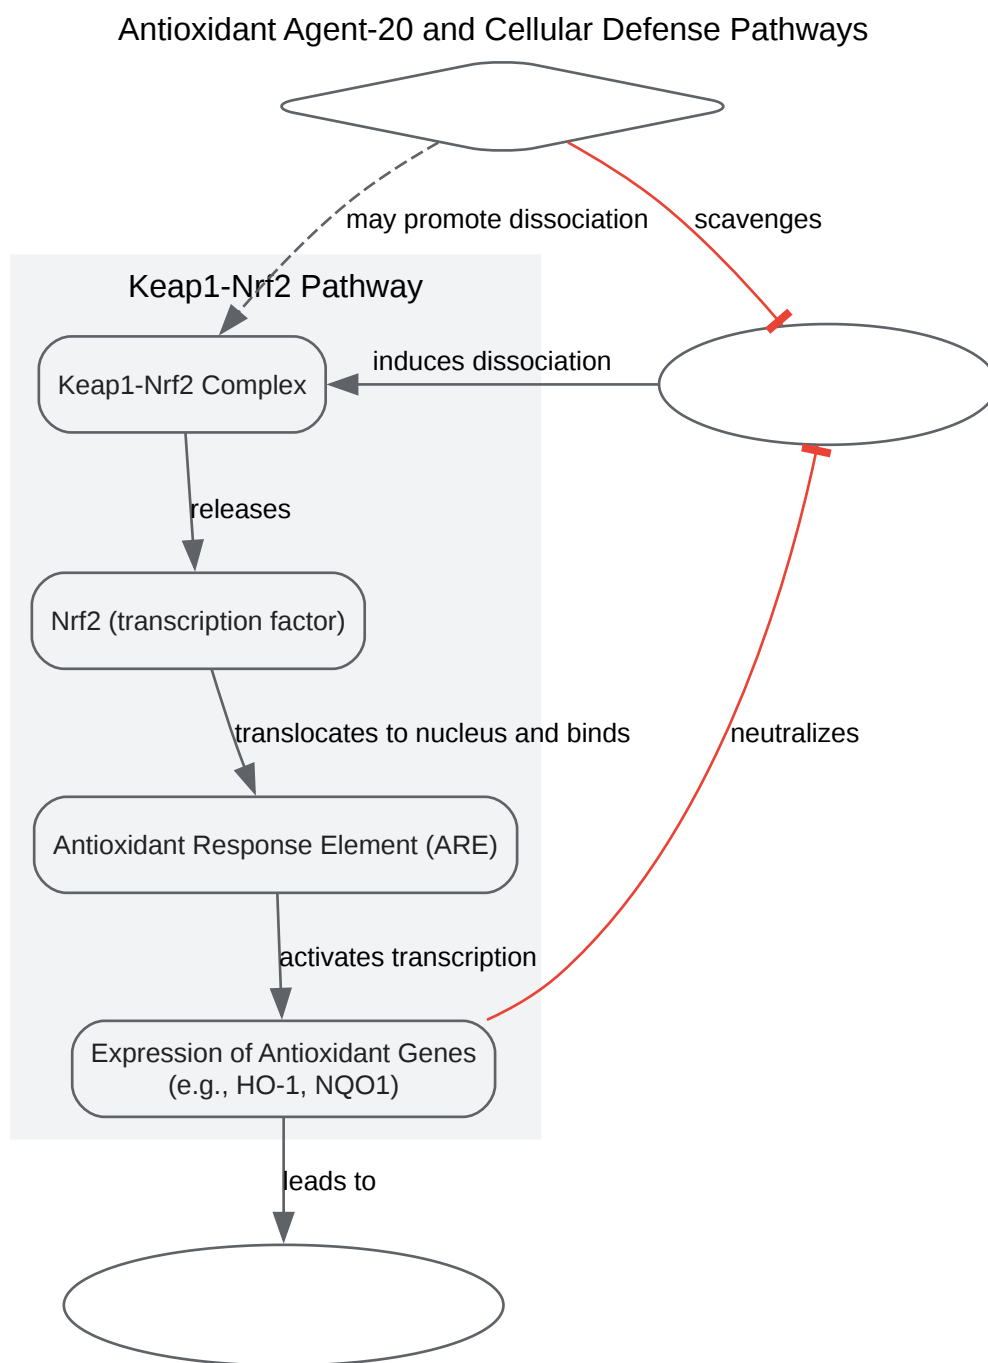 Antioxidant Agent-20 and Cellular Defense Pathways
may promote dissociation
scavenges
Keap1-Nrf2 Pathway
induces dissociation
Keap1-Nrf2 Complex
releases
Nrf2 (transcription factor)
translocates to nucleus and binds
neutralizes
Antioxidant Response Element (ARE)
activates transcription
Expression of Antioxidant Genes
(e.g., HO-1, NQO1)
leads to